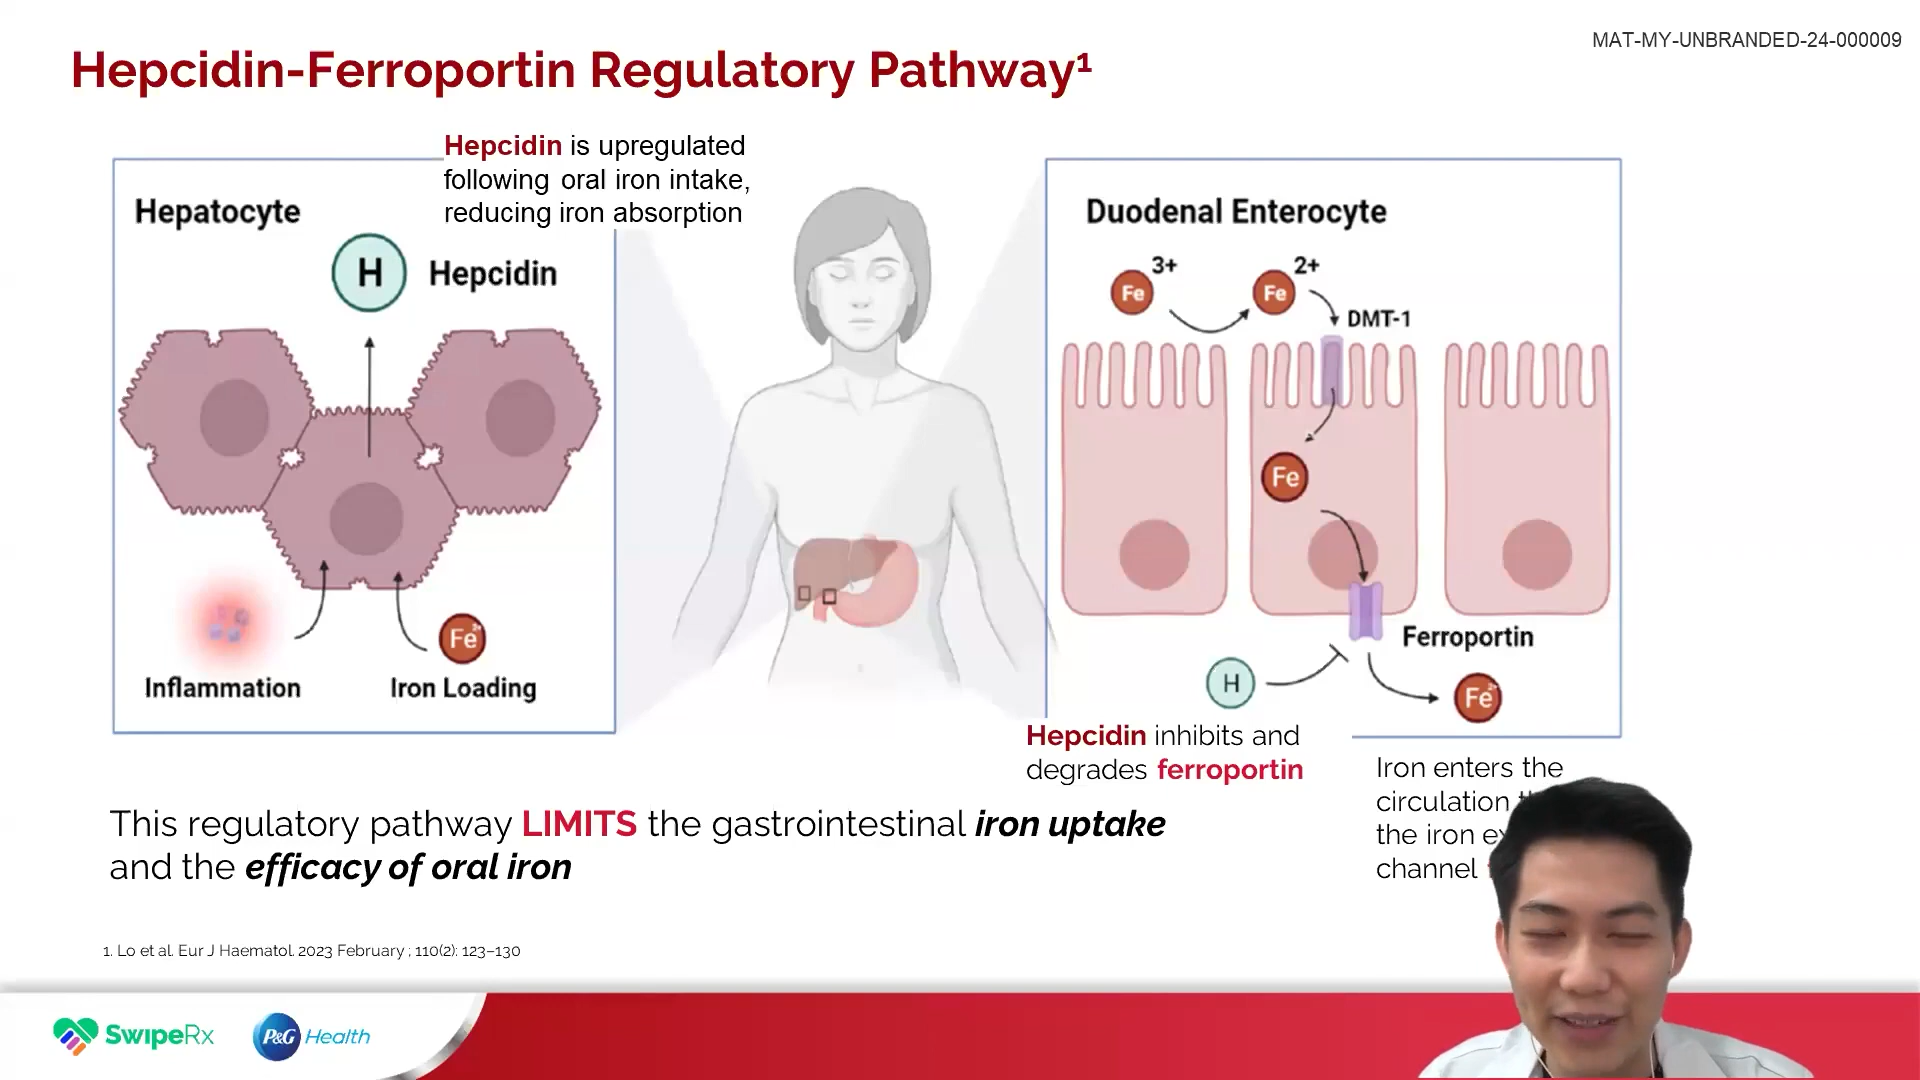 MAT-MY-UNBRANDED-24-000009
Hepcidin-Ferroportin Regulatory Pathway¹
Hepcidin is upregulated
following oral iron intake,
reducing iron absorption
Hepatocyte
H
Hepcidin
Inflammation
Fe
Iron Loading
Duodenal Enterocyte
Fe 3+
Fe 2+
DMT-1
Fe
Ferroportin
H
Fe
Hepcidin inhibits and
degrades ferroportin
Iron enters the
circulation
the iron
channel
This regulatory pathway LIMITS the gastrointestinal iron uptake
and the efficacy of oral iron
1. Lo et al. Eur J Haematol. 2023 February ; 110(2): 123–130
SwipeRx
P&G Health